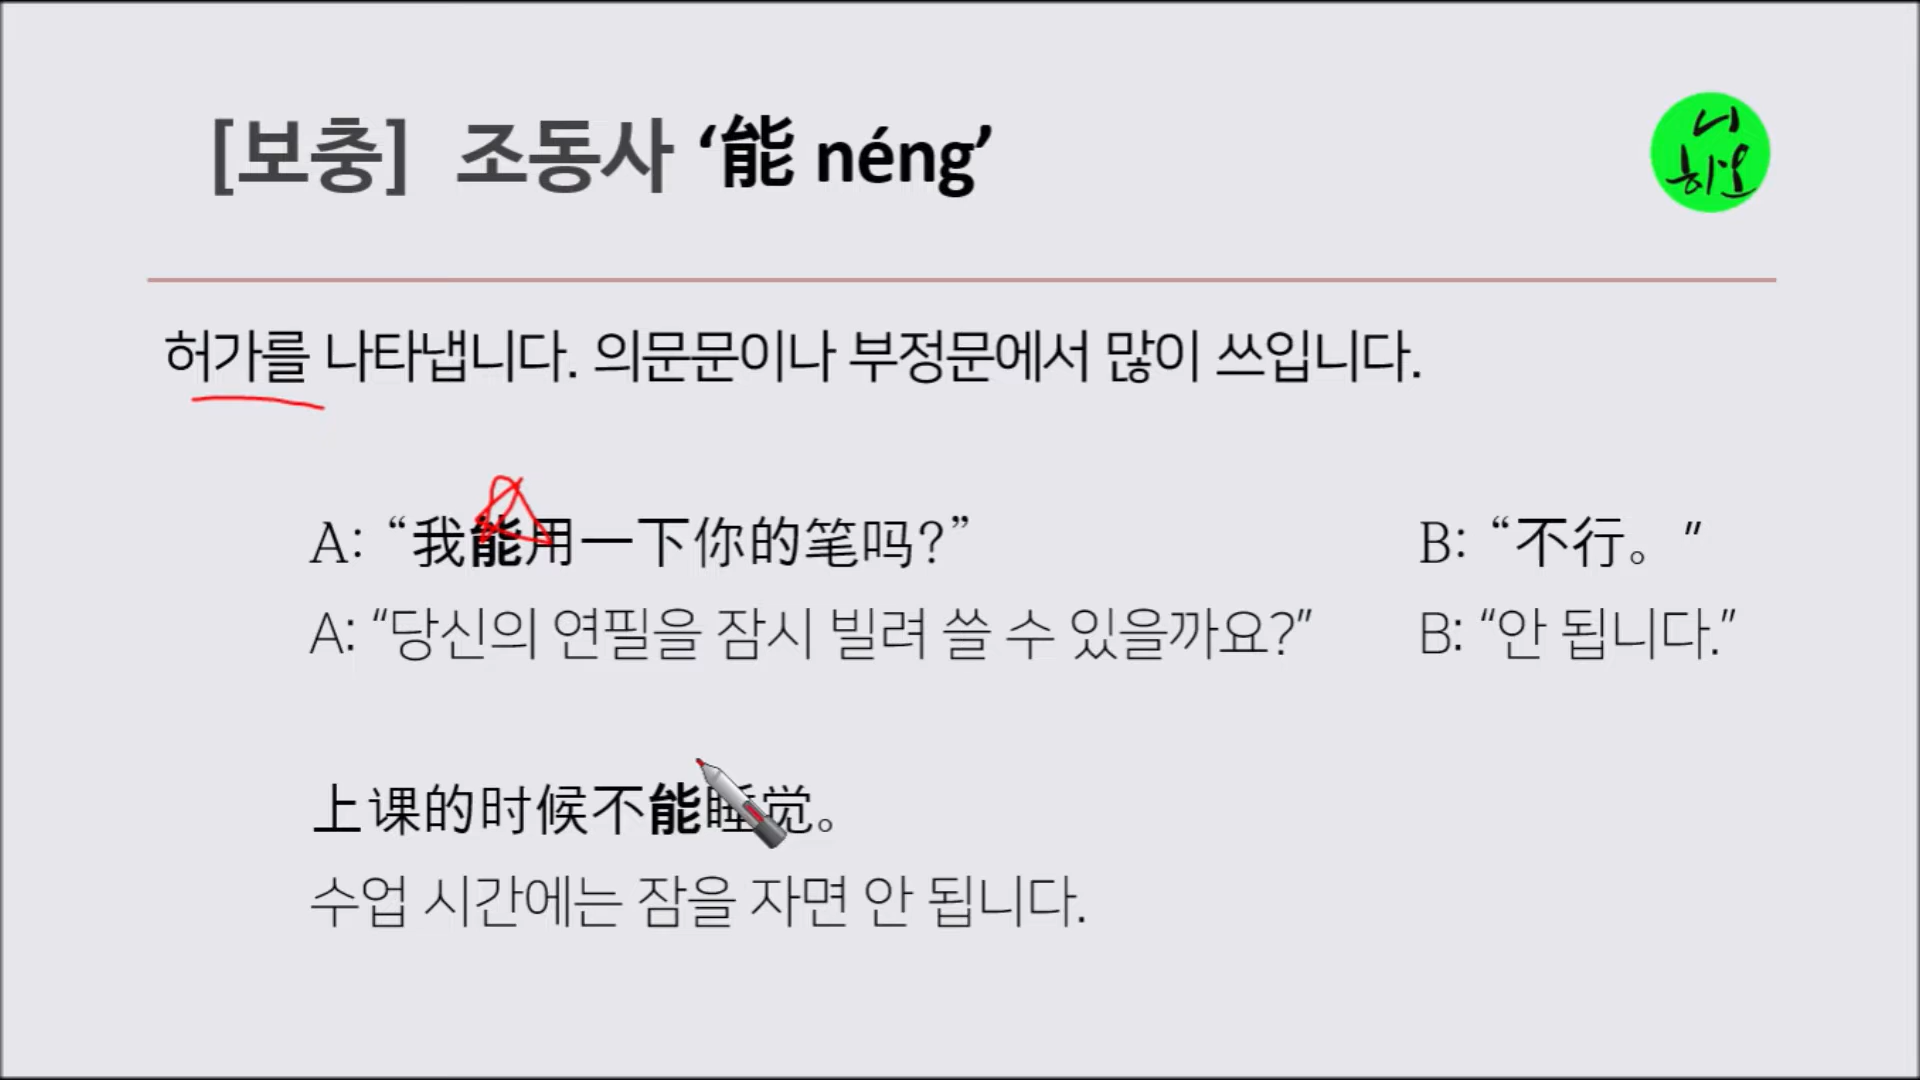 [보충] 조동사 ‘能 néng’
니
하오
허가를 나타냅니다. 의문문이나 부정문에서 많이 쓰입니다.
A: “我能用一下你的笔吗?” B: “不行。”
A: “당신의 연필을 잠시 빌려 쓸 수 있을까요?” B: “안 됩니다.”
上课的时候不能睡觉。
수업 시간에는 잠을 자면 안 됩니다.